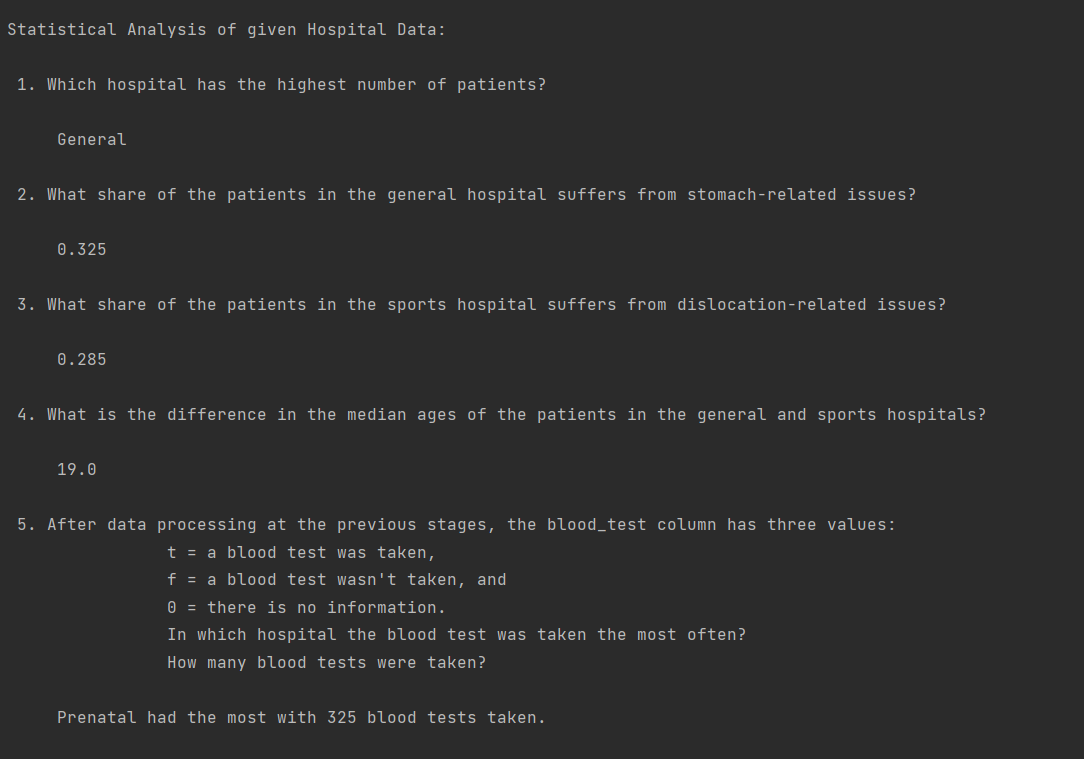 Statistical Analysis of given Hospital Data:
1. Which hospital has the highest number of patients?
General
2. What share of the patients in the general hospital suffers from stomach-related issues?
0.325
3. What share of the patients in the sports hospital suffers from dislocation-related issues?
0.285
4. What is the difference in the median ages of the patients in the general and sports hospitals?
19.0
5. After data processing at the previous stages, the blood_test column has three values:
t = a blood test was taken,
f = a blood test wasn't taken, and
0 = there is no information.
In which hospital the blood test was taken the most often?
How many blood tests were taken?
Prenatal had the most with 325 blood tests taken.